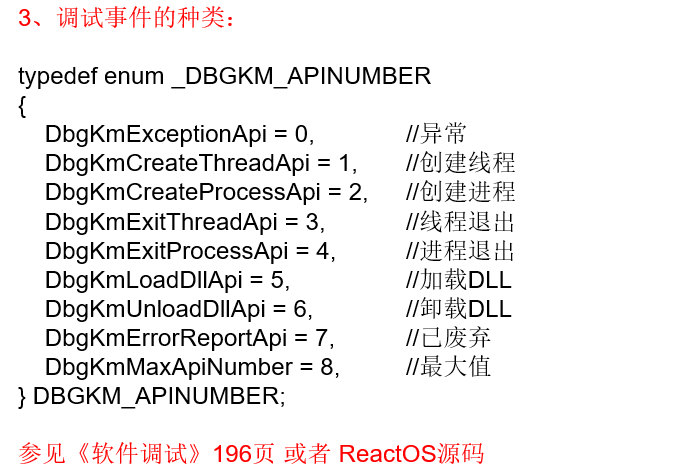 3、调试事件的种类：
typedef enum _DBGKM_APINUMBER
{
DbgKmExceptionApi = 0, //异常
DbgKmCreateThreadApi = 1, //创建线程
DbgKmCreateProcessApi = 2, //创建进程
DbgKmExitThreadApi = 3, //线程退出
DbgKmExitProcessApi = 4, //进程退出
DbgKmLoadDllApi = 5, //加载DLL
DbgKmUnloadDllApi = 6, //卸载DLL
DbgKmErrorReportApi = 7, //已废弃
DbgKmMaxApiNumber = 8, //最大值
} DBGKM_APINUMBER;
参见《软件调试》196页 或者 ReactOS源码